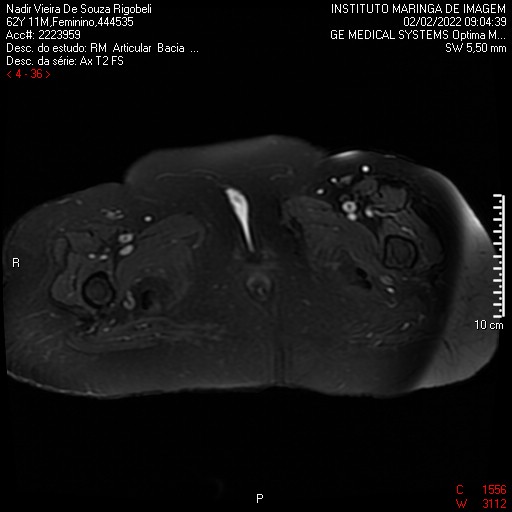 Nadir Vieira De Souza Rigobeli
62Y 11M,Feminino,444535
Acc#: 2223959
Desc. do estudo: RM Articular Bacia ...
Desc. da série: Ax T2 FS
< 4 - 36 >
INSTITUTO MARINGA DE IMAGEM
02/02/2022 09:04:39
GE MEDICAL SYSTEMS Optima M...
SW 5,50 mm
R
10 cm
P
C 1556
W 3112